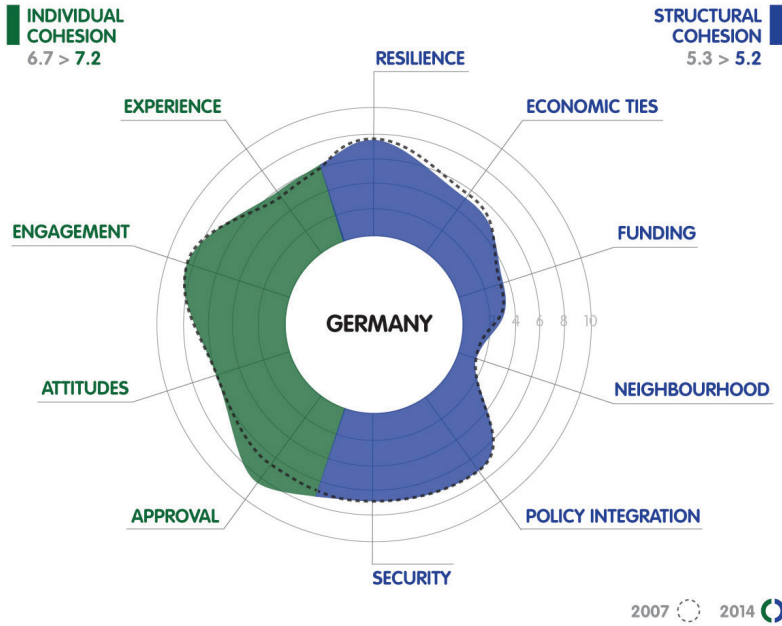 INDIVIDUAL
COHESION
6.7 > 7.2
STRUCTURAL
COHESION
5.3 > 5.2
RESILIENCE
EXPERIENCE
ECONOMIC TIES
ENGAGEMENT
FUNDING
GERMANY
4 6 8 10
ATTITUDES
NEIGHBOURHOOD
APPROVAL
POLICY INTEGRATION
SECURITY
2007
2014